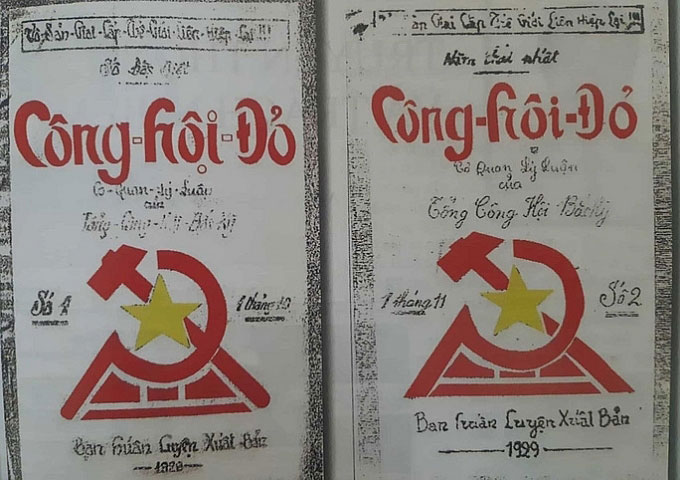 Vô-Sản-Giai-Cấp-Thế-Giới-Liên-Hiệp-Lại !!!
Số Đặc Biệt
Công-hội-Đỏ
Cơ-Quan-Lý-Luận
của
Tổng-Công-Hội-Bắc-Kỳ
Số 1
1 tháng 10
Ban huấn Luyện Xuất Bản
1929
Giai Cấp Thế Giới Liên Hiệp Lại !!!
Năm thứ nhất
Công-hội-Đỏ
Cơ Quan Lý Luận
của
Tổng Công Hội Bắc Kỳ
1 tháng 11
Số 2
Ban huấn Luyện Xuất Bản
1929